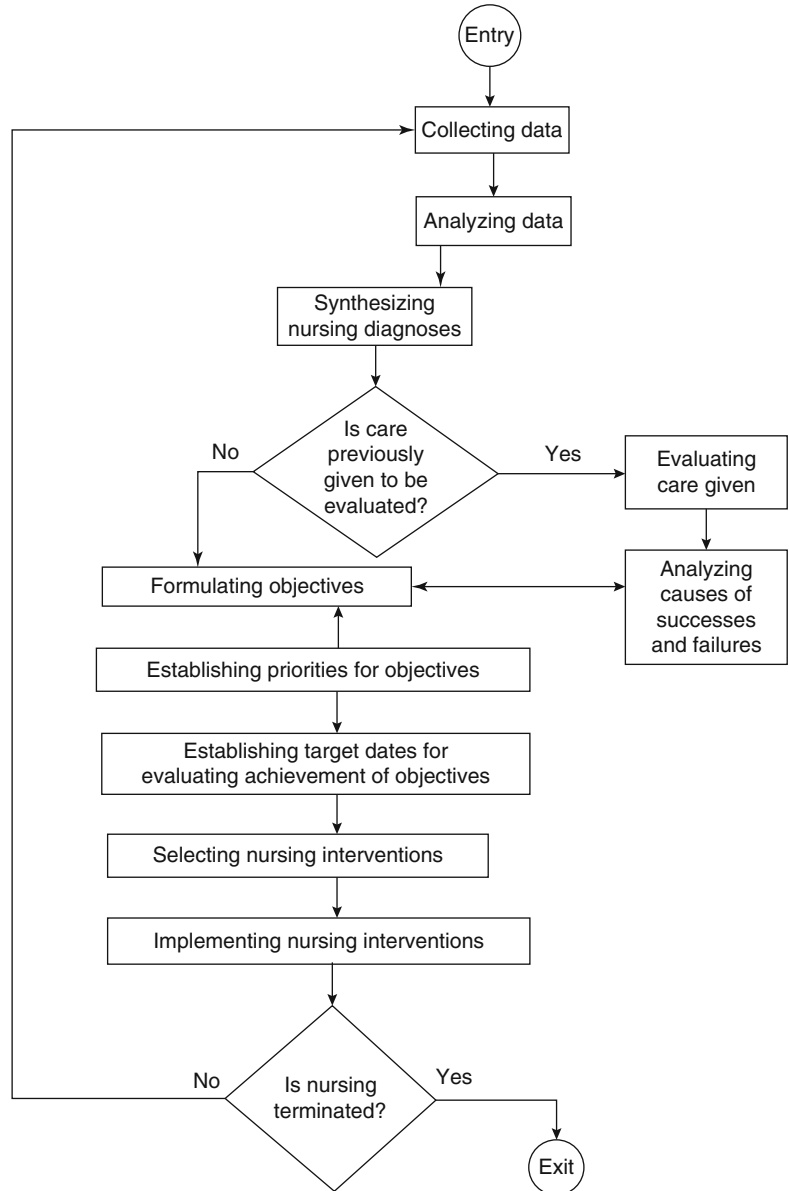 Entry
Collecting data
Analyzing data
Synthesizing
nursing diagnoses
Is care
previously
given to be
evaluated?
No
Yes
Evaluating
care given
Formulating objectives
Analyzing
causes of
successes
and failures
Establishing priorities for objectives
Establishing target dates for
evaluating achievement of objectives
Selecting nursing interventions
Implementing nursing interventions
Is nursing
terminated?
No
Yes
Exit